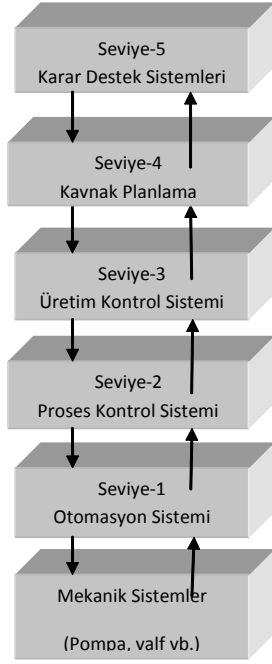 Seviye-5
Karar Destek Sistemleri
Seviye-4
Kavnak Planlama
Seviye-3
Üretim Kontrol Sistemi
Seviye-2
Proses Kontrol Sistemi
Seviye-1
Otomasyon Sistemi
Mekanik Sistemler
(Pompa, valf vb.)